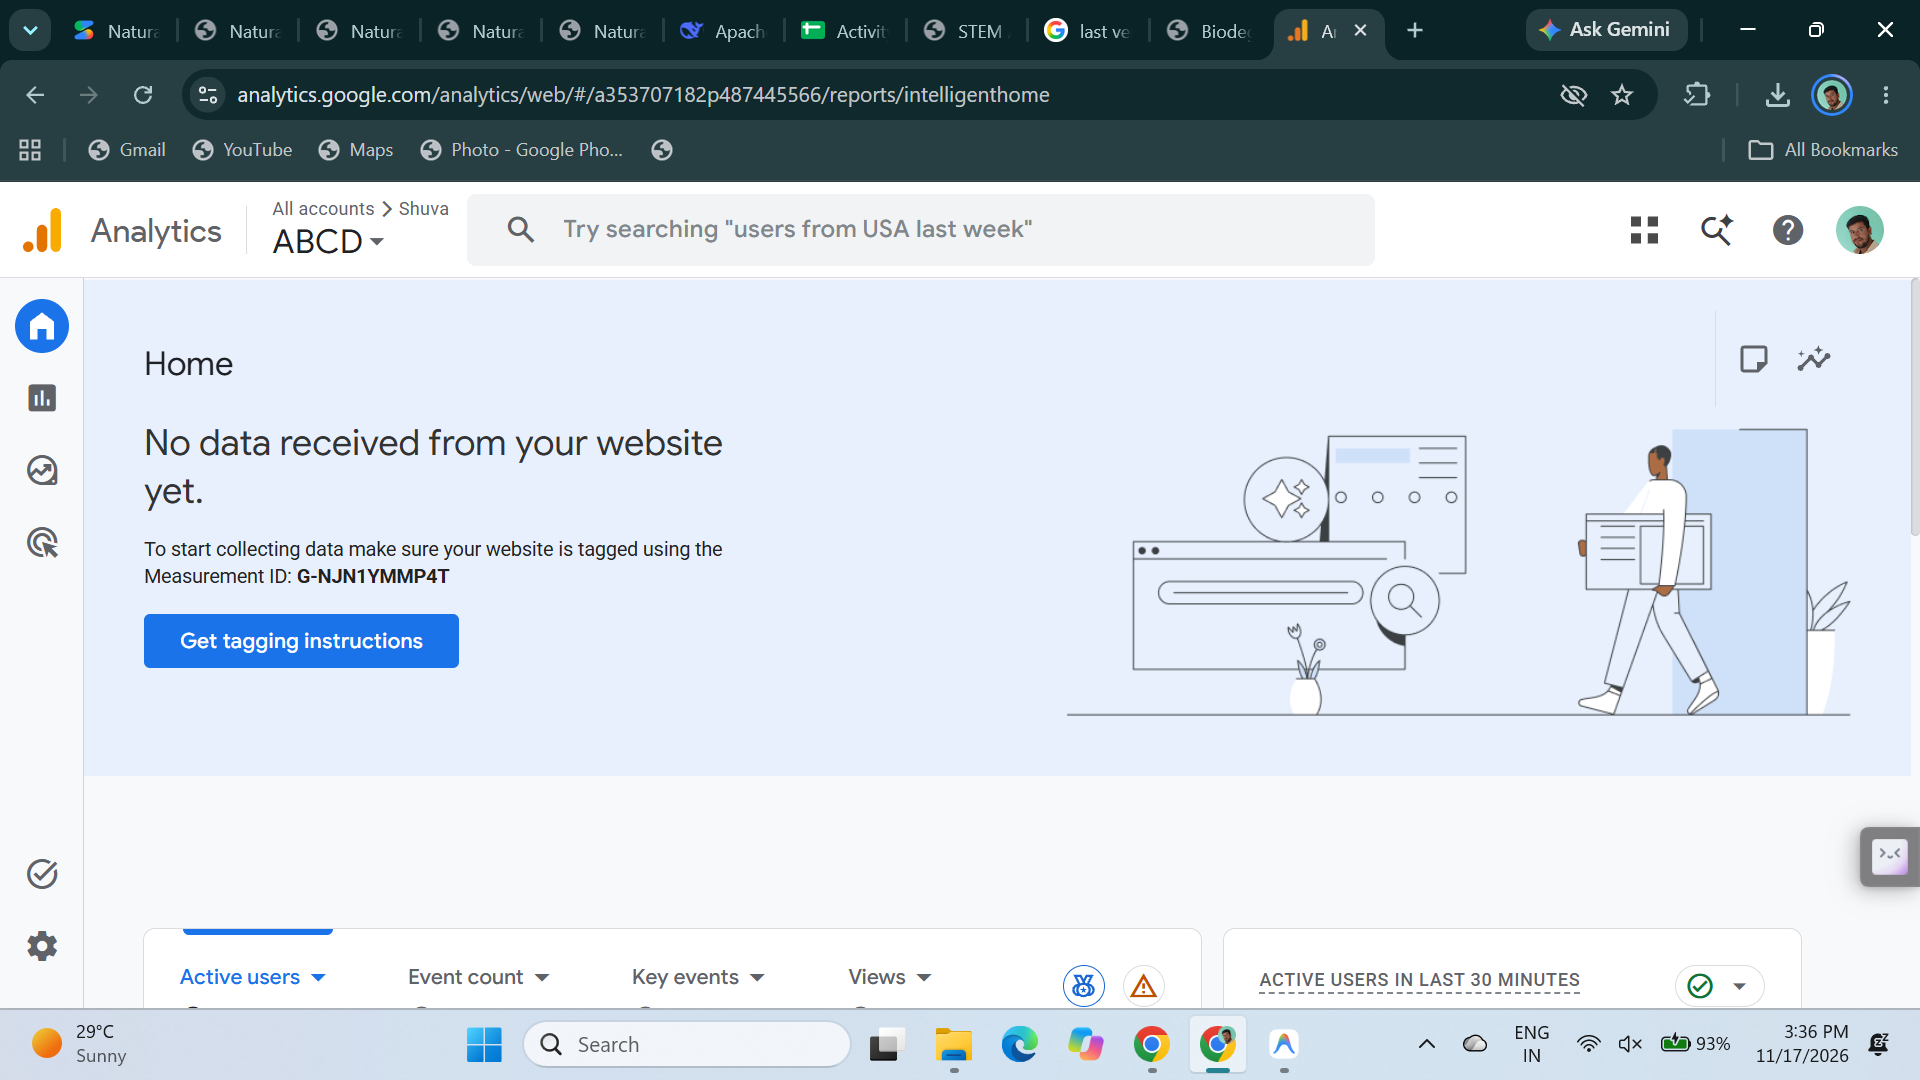 Natura
Natura
Natura
Natura
Natura
Apach
Activit
STEM
last ve
Biode
A
Ask Gemini
analytics.google.com/analytics/web/#/a353707182p487445566/reports/intelligenthome
Gmail
YouTube
Maps
Photo - Google Pho...
All Bookmarks
Analytics
All accounts > Shuva
ABCD
Try searching "users from USA last week"
Home
No data received from your website
yet.
To start collecting data make sure your website is tagged using the
Measurement ID: G-NJN1YMMP4T
Get tagging instructions
Active users
Event count
Key events
Views
ACTIVE USERS IN LAST 30 MINUTES
29°C
Sunny
Search
ENG
IN
93%
3:36 PM
11/17/2026